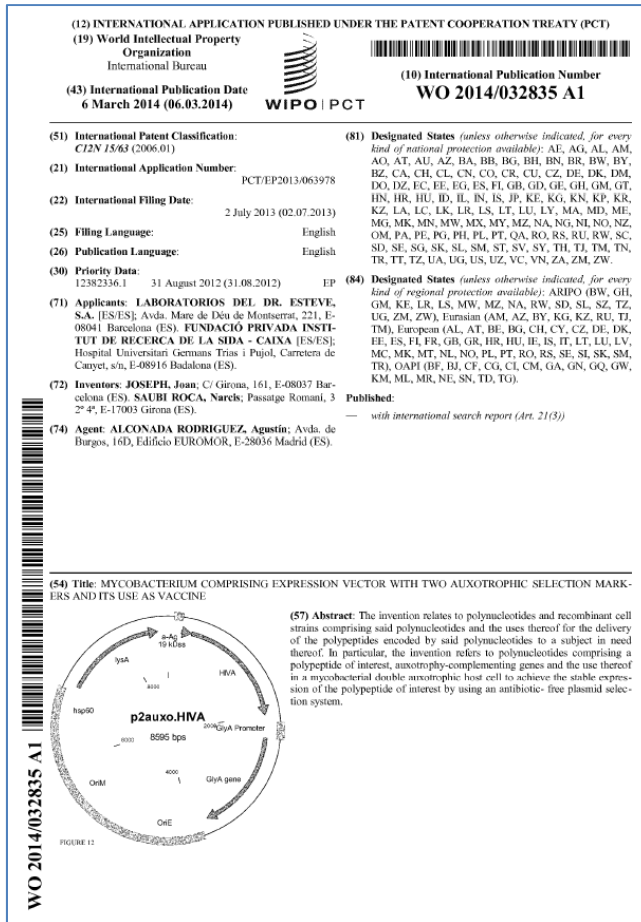 (12) INTERNATIONAL APPLICATION PUBLISHED UNDER THE PATENT COOPERATION TREATY (PCT)
(19) World Intellectual Property
Organization
International Bureau
(43) International Publication Date
6 March 2014 (06.03.2014)
WIPO | PCT
(10) International Publication Number
WO 2014/032835 A1
(51) International Patent Classification:
C12N 15/63 (2006.01)
(21) International Application Number:
PCT/EP2013/063978
(22) International Filing Date:
2 July 2013 (02.07.2013)
(25) Filing Language: English
(26) Publication Language: English
(30) Priority Data:
12382336.1 31 August 2012 (31.08.2012) EP
(71) Applicants: LABORATORIOS DEL DR. ESTEVE,
S.A. [ES/ES]; Avda. Mare de Déu de Montserrat, 221, E-
08041 Barcelona (ES). FUNDACIÓ PRIVADA INSTI-
TUT DE RECERCA DE LA SIDA - CAIXA [ES/ES];
Hospital Universitari Germans Trias i Pujol, Carretera de
Canyet, s/n, E-08916 Badalona (ES).
(72) Inventors: JOSEPH, Joan; C/ Girona, 161, E-08037 Bar-
celona (ES). SAUBI ROCA, Narcis; Passatge Romaní, 3
2º 4ª, E-17003 Girona (ES).
(74) Agent: ALCONADA RODRIGUEZ, Agustín; Avda. de
Burgos, 16D, Edificio EUROMOR, E-28036 Madrid (ES).
(81) Designated States (unless otherwise indicated, for every
kind of national protection available): AE, AG, AL, AM,
AO, AT, AU, AZ, BA, BB, BG, BH, BN, BR, BW, BY,
BZ, CA, CH, CL, CN, CO, CR, CU, CZ, DE, DK, DM,
DO, DZ, EC, EE, EG, ES, FI, GB, GD, GE, GH, GM, GT,
HN, HR, HU, ID, IL, IN, IS, JP, KE, KG, KN, KP, KR,
KZ, LA, LC, LK, LR, LS, LT, LU, LY, MA, MD, ME,
MG, MK, MN, MW, MX, MY, MZ, NA, NG, NI, NO, NZ,
OM, PA, PE, PG, PH, PL, PT, QA, RO, RS, RU, RW, SC,
SD, SE, SG, SK, SL, SM, ST, SV, SY, TH, TJ, TM, TN,
TR, TT, TZ, UA, UG, US, UZ, VC, VN, ZA, ZM, ZW.
(84) Designated States (unless otherwise indicated, for every
kind of regional protection available): ARIPO (BW, GH,
GM, KE, LR, LS, MW, MZ, NA, RW, SD, SL, SZ, TZ,
UG, ZM, ZW), Eurasian (AM, AZ, BY, KG, KZ, RU, TJ,
TM), European (AL, AT, BE, BG, CH, CY, CZ, DE, DK,
EE, ES, FI, FR, GB, GR, HR, HU, IE, IS, IT, LT, LU, LV,
MC, MK, MT, NL, NO, PL, PT, RO, RS, SE, SI, SK, SM,
TR), OAPI (BF, BJ, CF, CG, CI, CM, GA, GN, GQ, GW,
KM, ML, MR, NE, SN, TD, TG).
Published:
— with international search report (Art. 21(3))
(54) Title: MYCOBACTERIUM COMPRISING EXPRESSION VECTOR WITH TWO AUXOTROPHIC SELECTION MARK-
ERS AND ITS USE AS VACCINE
(57) Abstract: The invention relates to polynucleotides and recombinant cell
strains comprising said polynucleotides and the uses thereof for the delivery
of the polypeptides encoded by said polynucleotides to a subject in need
thereof. In particular, the invention refers to polynucleotides comprising a
polypeptide of interest, auxotrophy-complementing genes and the use thereof
in a mycobacterial double auxotrophic host cell to achieve the stable expres-
sion of the polypeptide of interest by using an antibiotic- free plasmid selec-
tion system.
a-Ag
19 kDas
lysA
HIVA
8000
hsp60
p2auxo.HIVA
2000
GlyA Promoter
6000
8595 bps
4000
OriM
GlyA gene
OriE
FIGURE 12
WO 2014/032835 A1